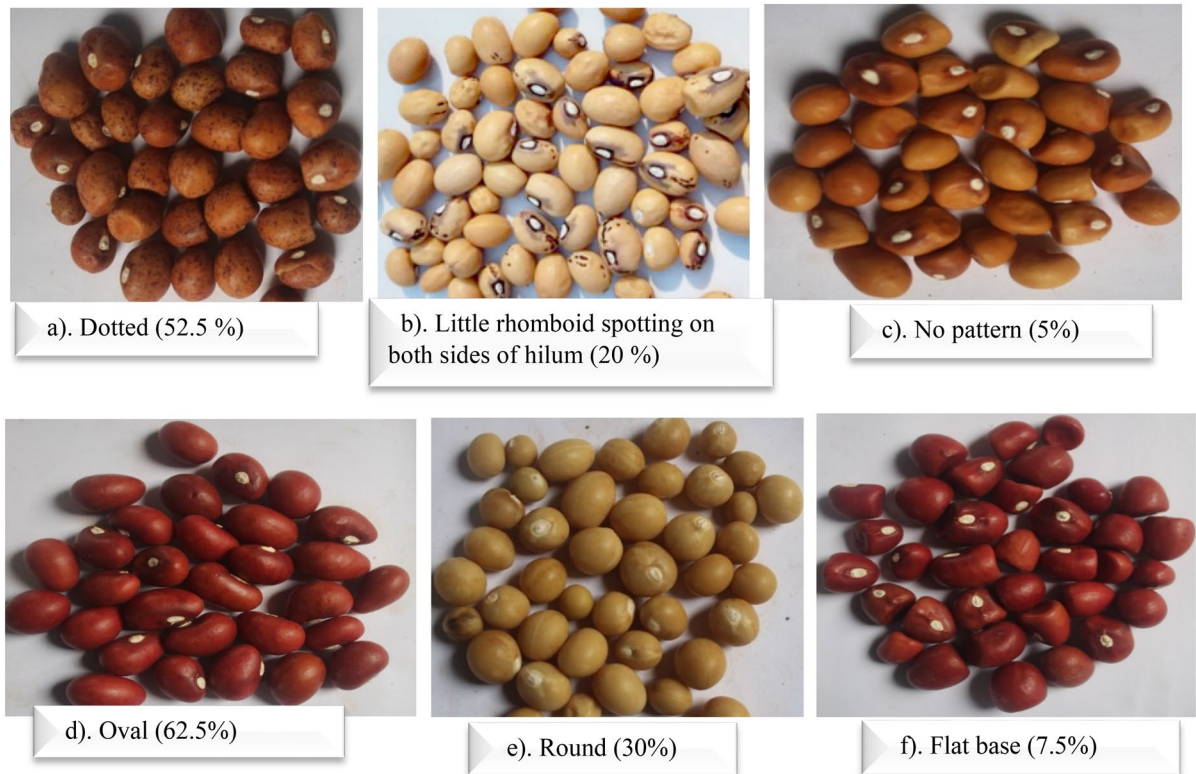 a). Dotted (52.5 %)
b). Little rhomboid spotting on
both sides of hilum (20 %)
c). No pattern (5%)
d). Oval (62.5%)
e). Round (30%)
f). Flat base (7.5%)